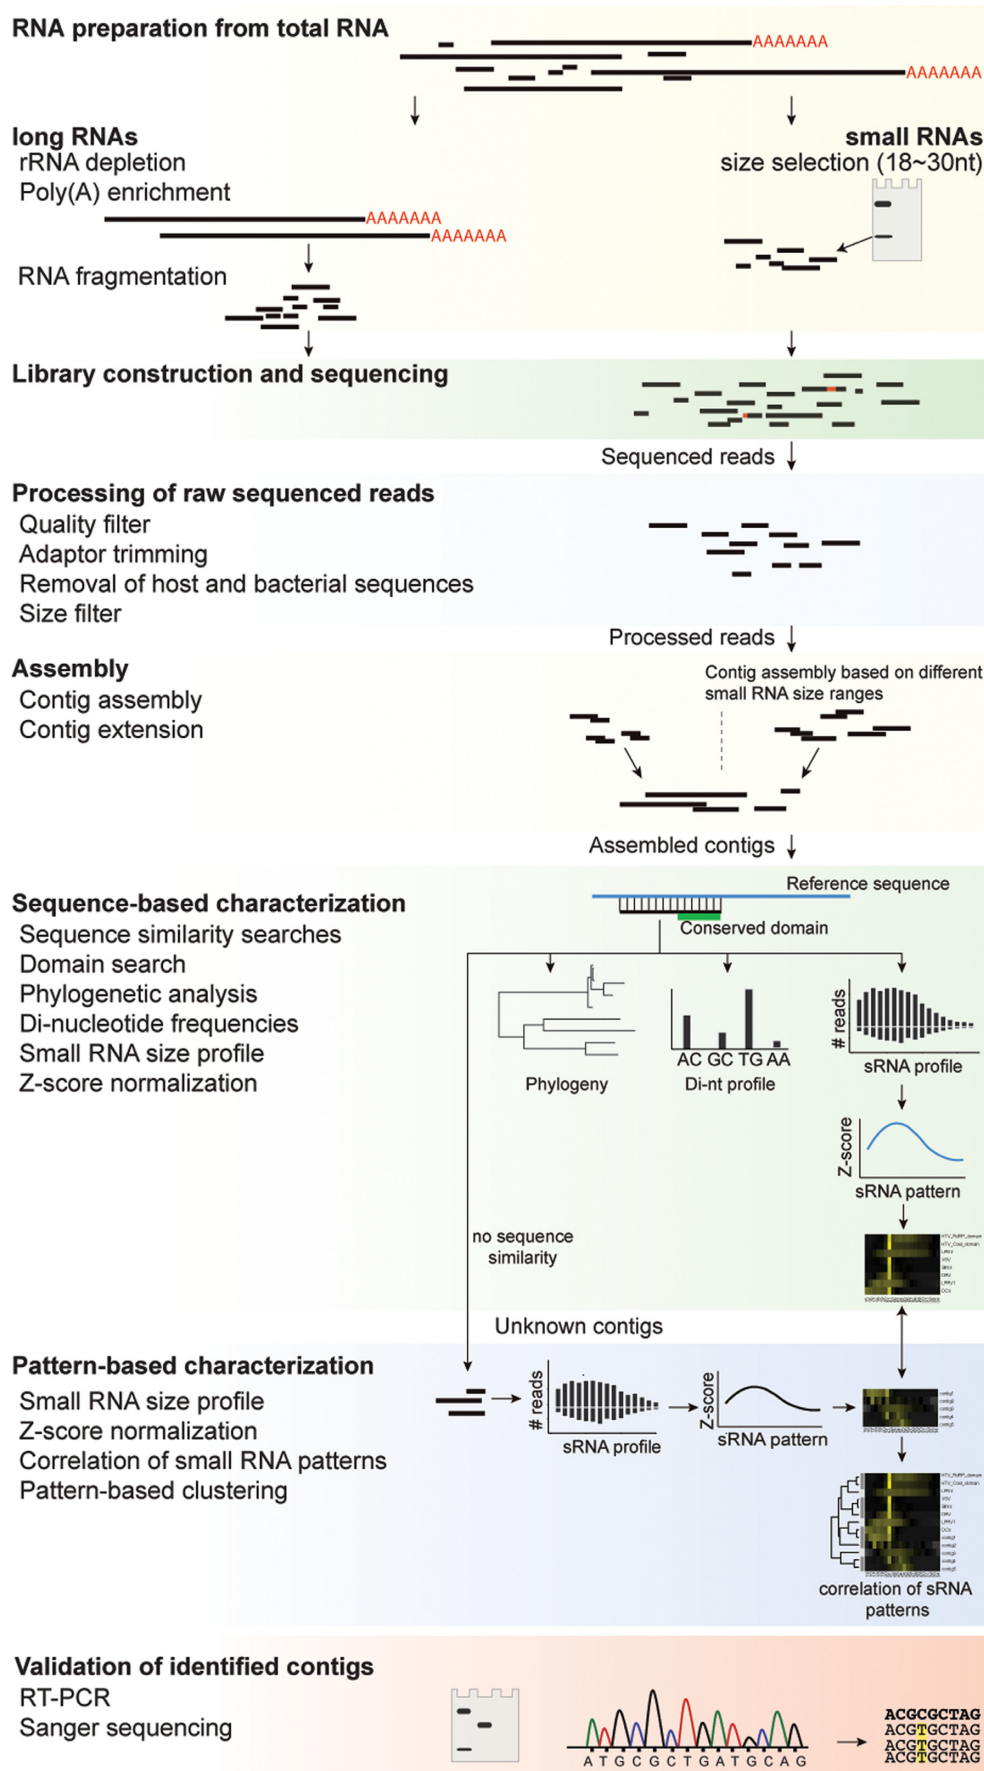 RNA preparation from total RNA
AAAAAAA
AAAAAAA
long RNAs
rRNA depletion
Poly(A) enrichment
AAAAAAA
AAAAAAA
RNA fragmentation
small RNAs
size selection (18~30nt)
Library construction and sequencing
Sequenced reads
Processing of raw sequenced reads
Quality filter
Adaptor trimming
Removal of host and bacterial sequences
Size filter
Processed reads
Assembly
Contig assembly
Contig extension
Contig assembly based on different
small RNA size ranges
Assembled contigs
Sequence-based characterization
Sequence similarity searches
Domain search
Phylogenetic analysis
Di-nucleotide frequencies
Small RNA size profile
Z-score normalization
Reference sequence
Conserved domain
Phylogeny
AC GC TG AA
Di-nt profile
# reads
sRNA profile
Z-score
sRNA pattern
no sequence
similarity
Unknown contigs
Pattern-based characterization
Small RNA size profile
Z-score normalization
Correlation of small RNA patterns
Pattern-based clustering
# reads
sRNA profile
Z-score
sRNA pattern
correlation of sRNA
patterns
Validation of identified contigs
RT-PCR
Sanger sequencing
A T G C G C T G A T G C A G
ACGCGCTAG
ACGTGCTAG
ACGTGCTAG
ACGTGCTAG